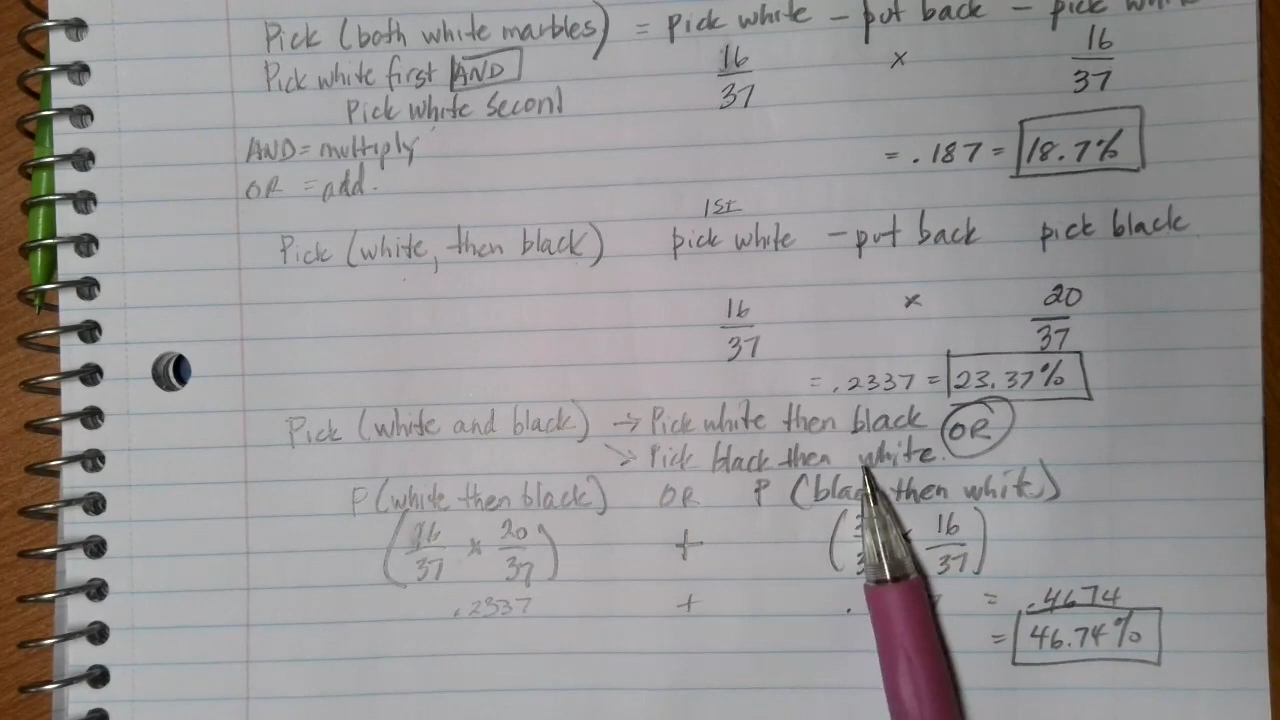 Pick (both white marbles) = pick white - put back - pick white
Pick white first AND
16/37 × 16/37
Pick white second
AND = multiply
= .187 = 18.7%
OR = add.
1ST
Pick (white, then black) pick white - put back pick black
16/37 × 20/37
= .2337 = 23.37%
Pick (white and black) → Pick white then black OR
→ Pick black then white.
P (white then black) OR P (black then white)
(16/37 × 20/37) + ( 16/37)
.2337 + . = .4674
= 46.74%